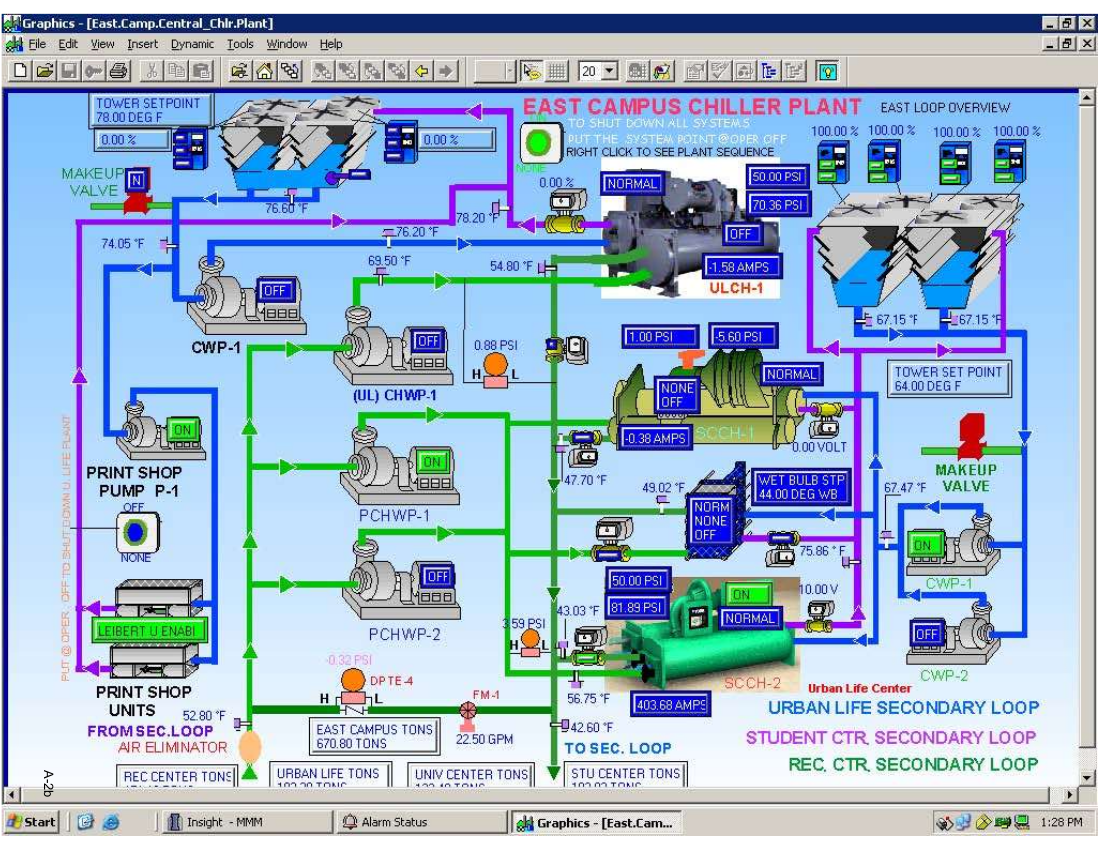 Graphics - [East.Camp.Central_Chlr.Plant]
File Edit View Insert Dynamic Tools Window Help
20
TOWER SETPOINT
78.00 DEG F
0.00 %
0.00 %
EAST CAMPUS CHILLER PLANT
EAST LOOP OVERVIEW
TO SHUT DOWN ALL SYSTEMS
PUT THE SYSTEM POINT @OPER OFF
RIGHT CLICK TO SEE PLANT SEQUENCE
NONE
100.00 % 100.00 % 100.00 % 100.00 %
MAKEUP
VALVE
N
76.60 °F
78.20 °F
0.00 %
NORMAL
50.00 PSI
70.36 PSI
OFF
-1.58 AMPS
ULCH-1
74.05 °F
76.20 °F
69.50 °F
54.80 °F
OFF
CWP-1
OFF
(UL) CHWP-1
0.88 PSI
H L
1.00 PSI
-5.60 PSI
NORMAL
NONE
OFF
-0.38 AMPS
SCCH-1
0.00 VOLT
67.15 °F
67.15 °F
TOWER SET POINT
64.00 DEG F
MAKEUP
VALVE
PUT @ OPER. OFF TO SHUT DOWN U. LIFE PLANT
ON
PRINT SHOP
PUMP P-1
OFF
NONE
ON
PCHWP-1
47.70 °F
49.02 °F
NORM
NONE
OFF
WET BULB STP
44.00 DEG WB
67.47 °F
75.86 °F
ON
CWP-1
OFF
CWP-2
OFF
PCHWP-2
LEIBERT U ENABI
PRINT SHOP
UNITS
50.00 PSI
81.89 PSI
ON
NORMAL
10.00 V
43.03 °F
3.59 PSI
H L
SCCH-2
403.68 AMPS
56.75 °F
42.60 °F
-0.32 PSI
DPTE-4
H L
FM-1
22.50 GPM
52.80 °F
FROM SEC.LOOP
AIR ELIMINATOR
EAST CAMPUS TONS
670.80 TONS
TO SEC. LOOP
Urban Life Center
URBAN LIFE SECONDARY LOOP
STUDENT CTR. SECONDARY LOOP
REC. CTR. SECONDARY LOOP
REC CENTER TONS
URBAN LIFE TONS
UNIV CENTER TONS
STU CENTER TONS
A-2b
Start
Insight - MMM
Alarm Status
Graphics - [East.Cam...
1:28 PM